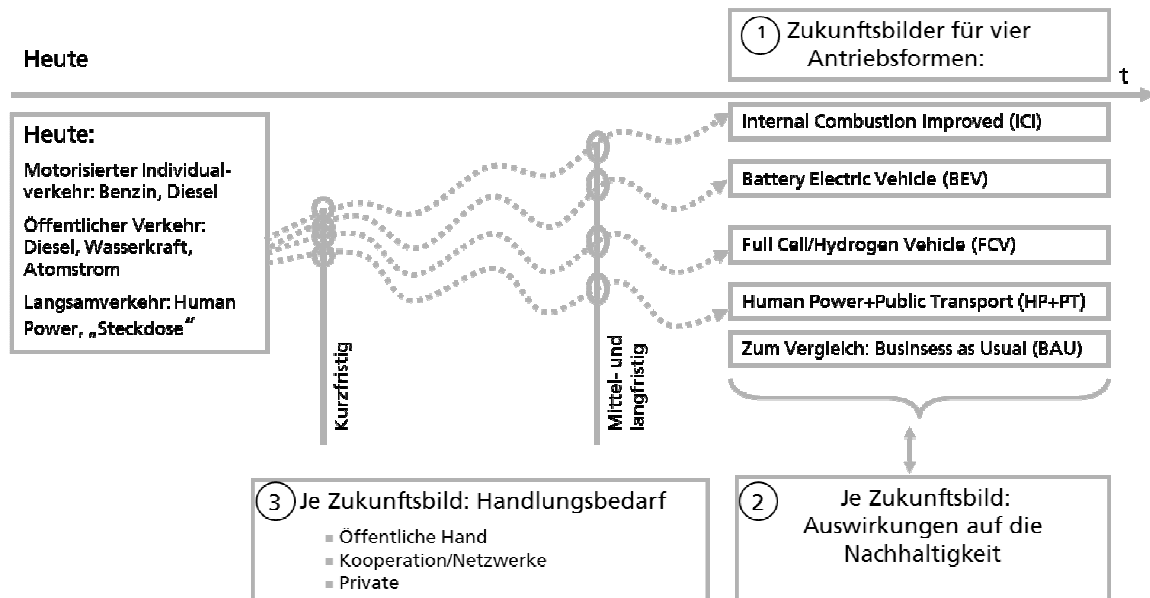 Heute
t
1 Zukunftsbilder für vier
Antriebsformen:
Heute:
Motorisierter Individual-
verkehr: Benzin, Diesel
Öffentlicher Verkehr:
Diesel, Wasserkraft,
Atomstrom
Langsamverkehr: Human
Power, „Steckdose“
Kurzfristig
Mittel- und
langfristig
Internal Combustion Improved (ICI)
Battery Electric Vehicle (BEV)
Full Cell/Hydrogen Vehicle (FCV)
Human Power+Public Transport (HP+PT)
Zum Vergleich: Businsess as Usual (BAU)
2 Je Zukunftsbild:
Auswirkungen auf die
Nachhaltigkeit
3 Je Zukunftsbild: Handlungsbedarf
Öffentliche Hand
Kooperation/Netzwerke
Private